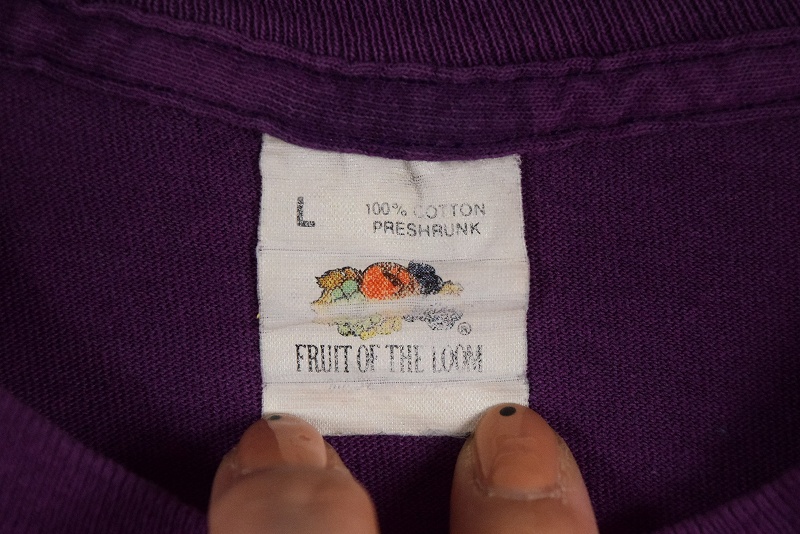 L
100% COTTON
PRESHRUNK
®
FRUIT OF THE LOOM